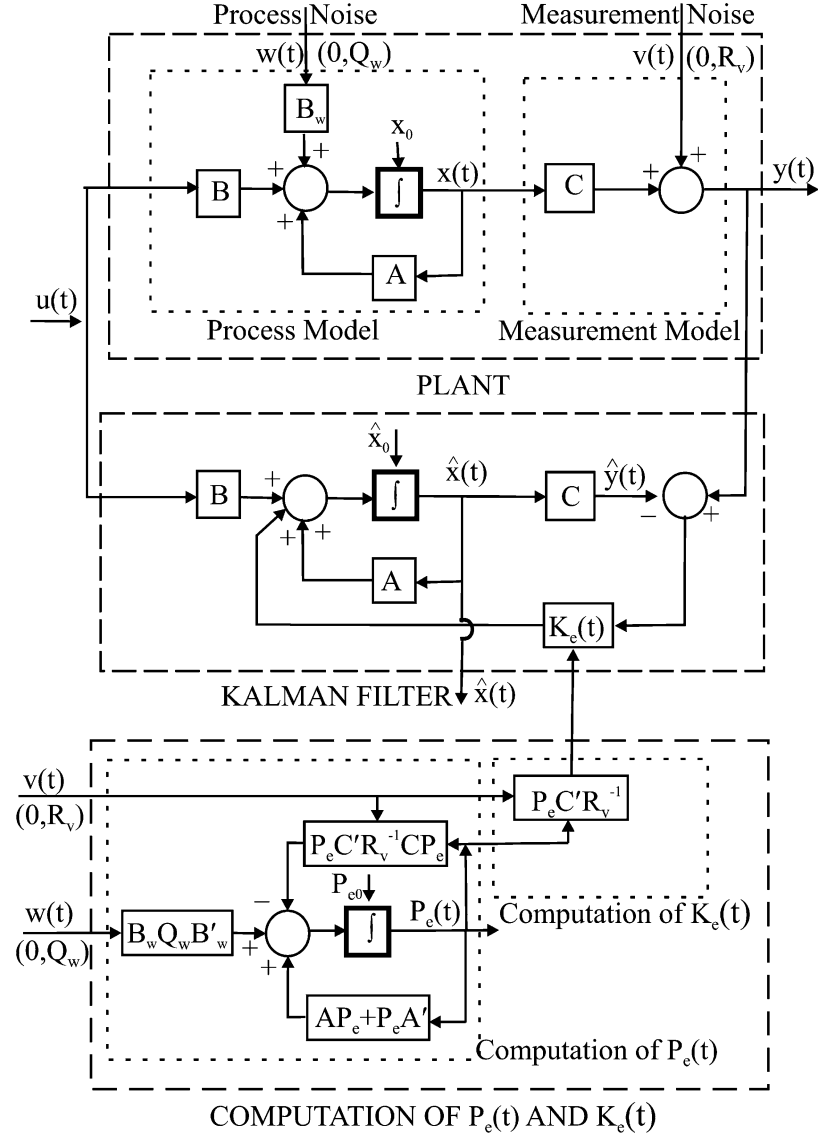 Process Noise
Measurement Noise
w(t) (0,Q_w)
v(t) (0,R_v)
B_w
+
x_0
x(t)
y(t)
+
+
+
B
∫
C
+
A
u(t)
Process Model
Measurement Model
PLANT
x̂_0
x̂(t)
ŷ(t)
+
B
∫
C
−
+
+
+
A
K_e(t)
KALMAN FILTER
x̂(t)
v(t)
(0,R_v)
P_eC′R_v^-1
P_eC′R_v^-1CP_e
P_e0
−
P_e(t)
Computation of K_e(t)
w(t)
(0,Q_w)
B_wQ_wB′_w
+
∫
+
AP_e+P_eA′
Computation of P_e(t)
COMPUTATION OF P_e(t) AND K_e(t)